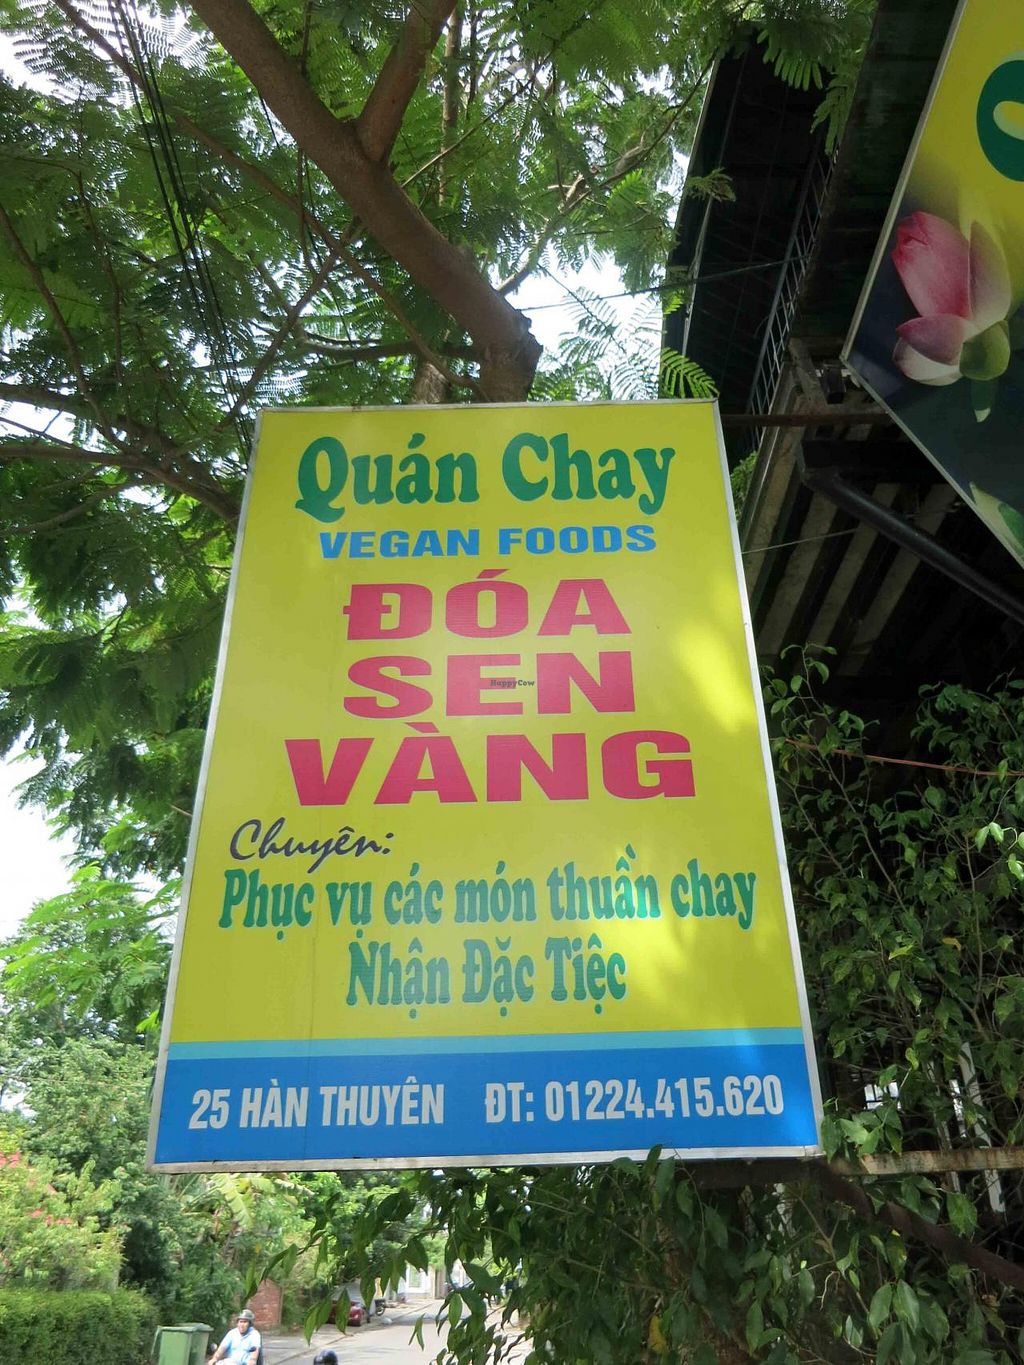 Quán Chay
VEGAN FOODS
ĐÓA
SEN
HappyCow
VÀNG
Chuyên:
Phục vụ các món thuần chay
Nhận Đặc Tiệc
25 HÀN THUYÊN ĐT: 01224.415.620